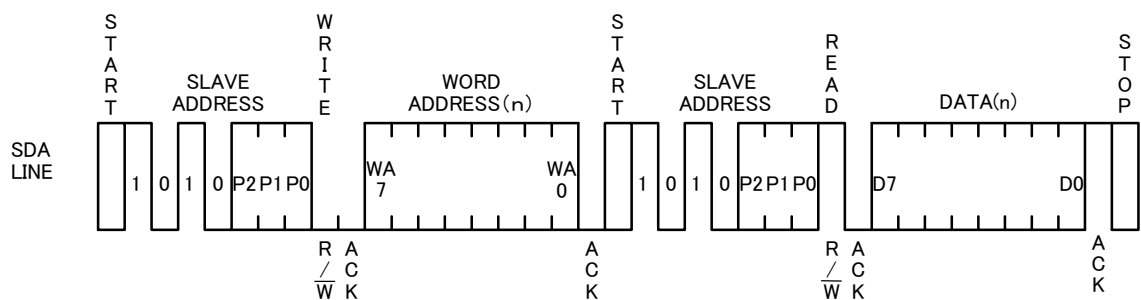 START
SLAVE
ADDRESS
WRITE
WORD
ADDRESS(n)
START
SLAVE
ADDRESS
READ
DATA(n)
STOP
SDA
LINE
1 0 1 0 P2 P1 P0
WA
7
WA
0
1 0 1 0 P2 P1 P0
D7
D0
R/W
ACK
ACK
R/W
ACK
ACK